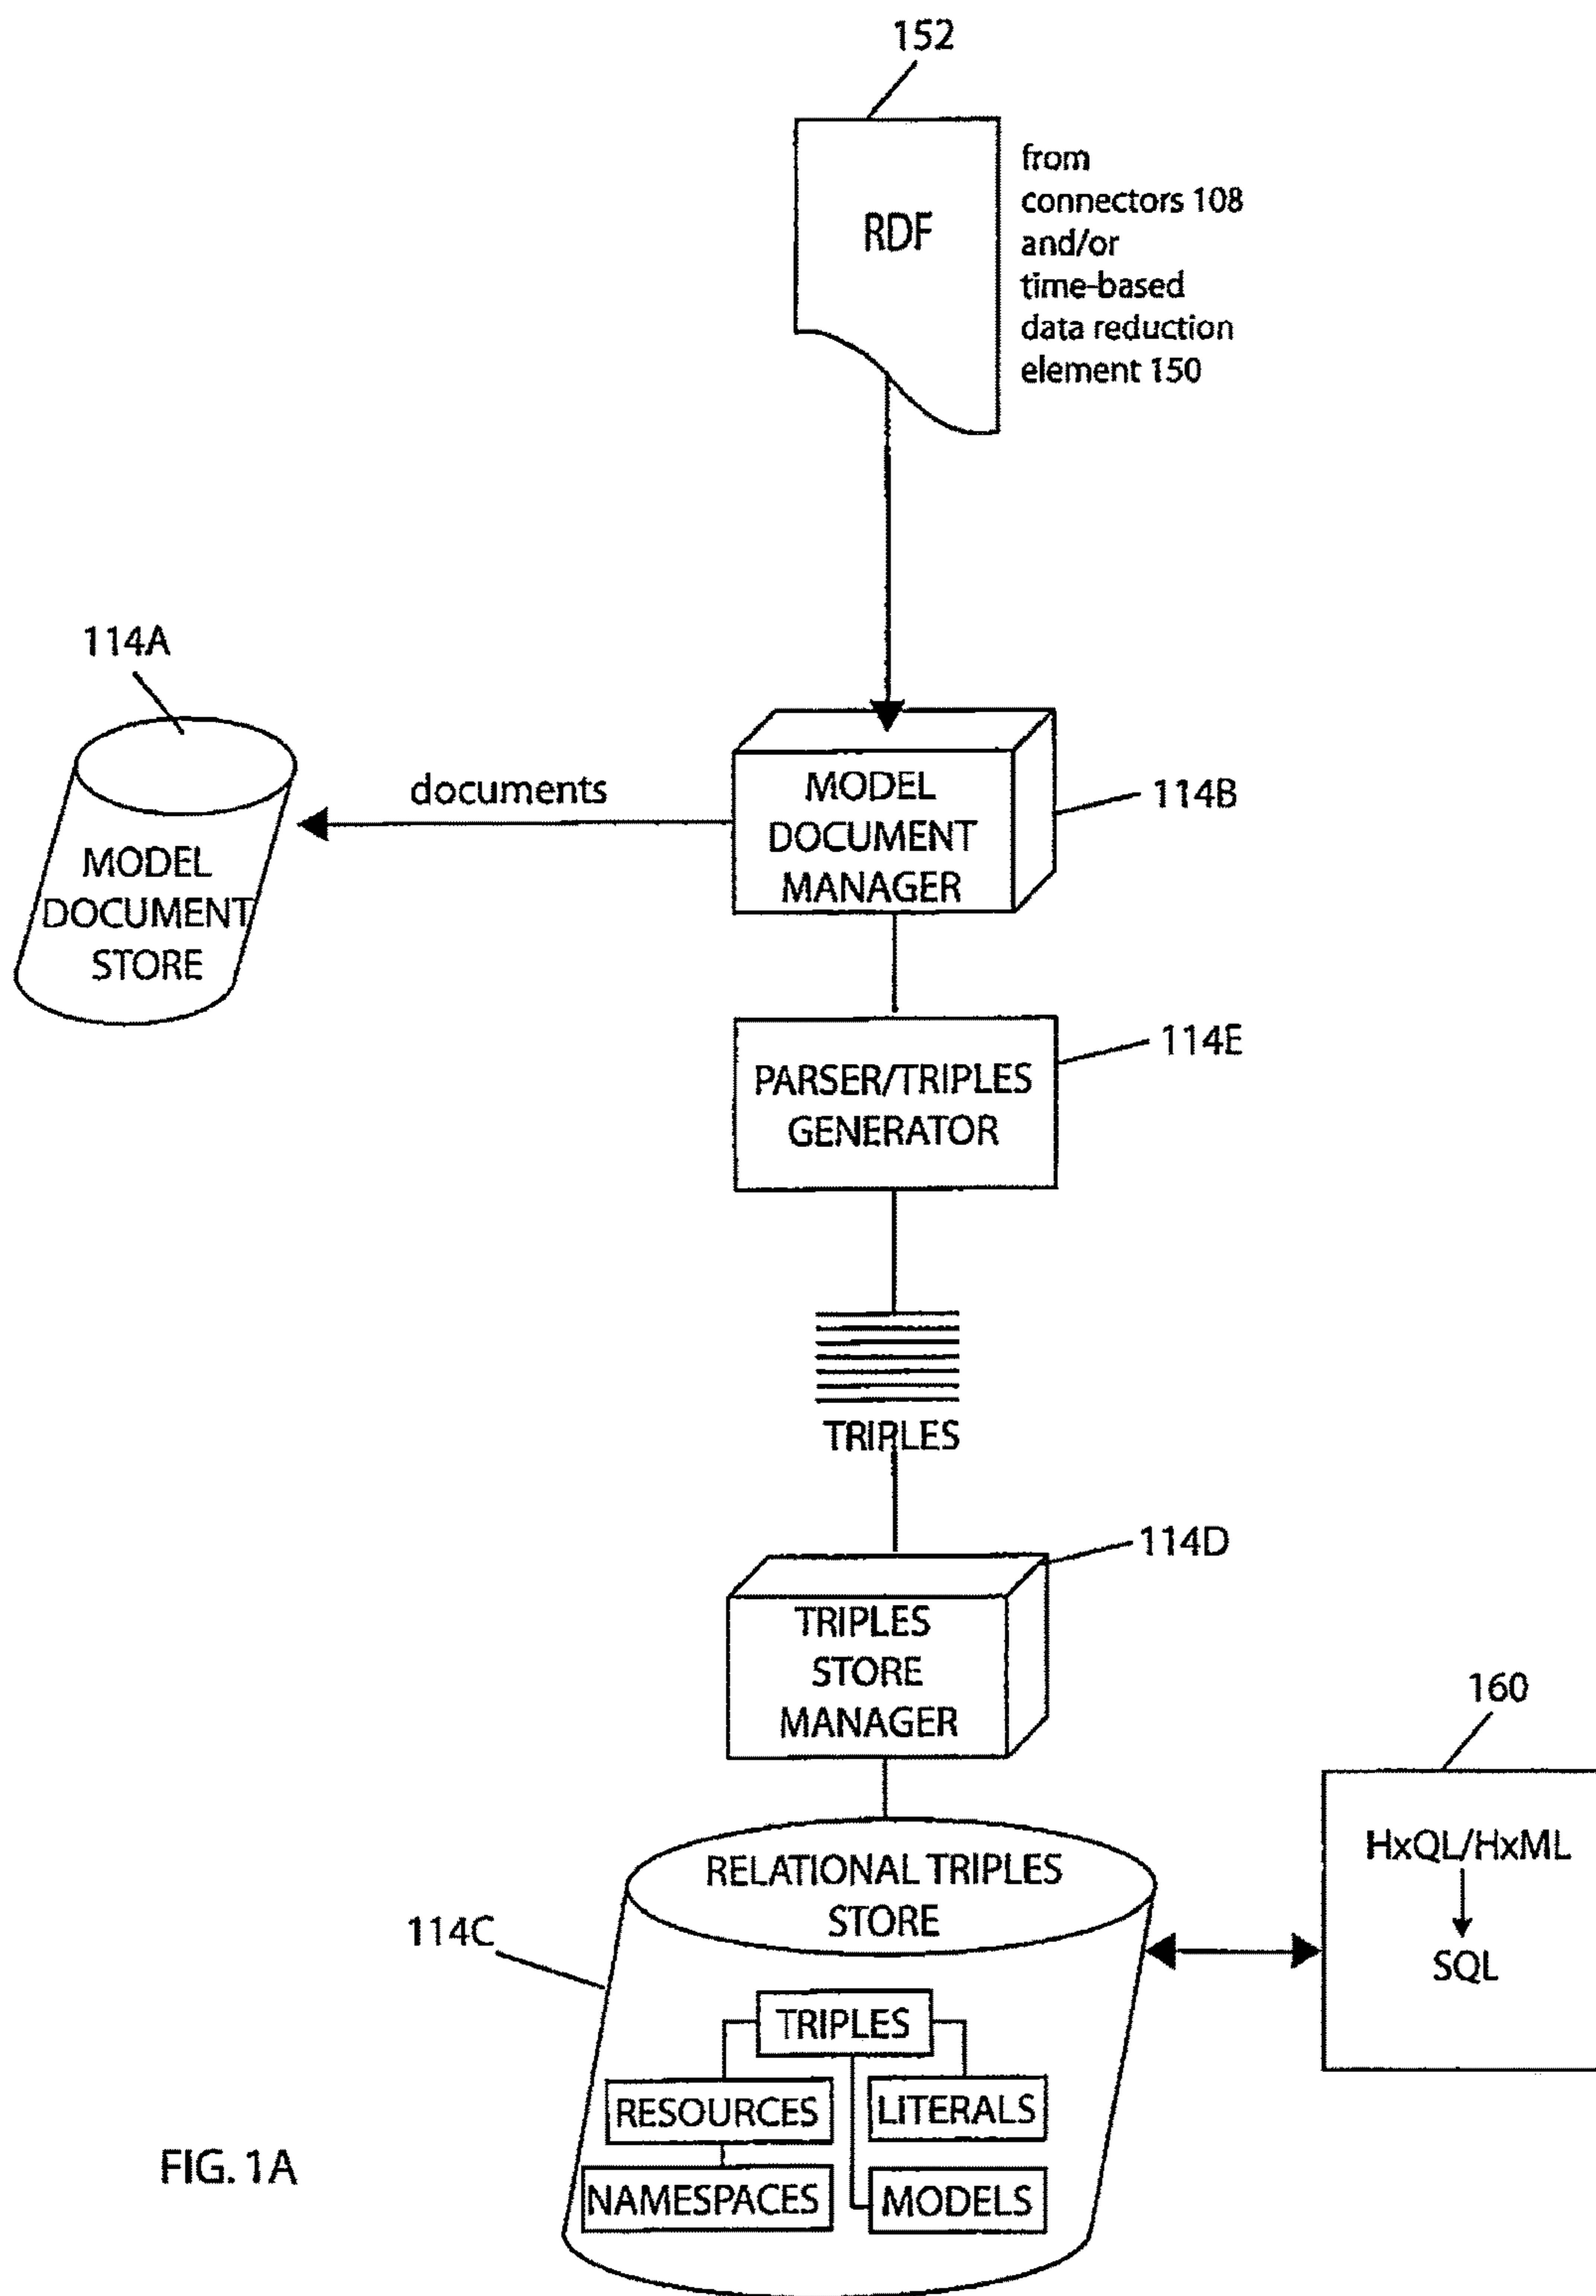 152
RDF
from
connectors 108
and/or
time-based
data reduction
element 150
114A
documents
MODEL
DOCUMENT
STORE
MODEL
DOCUMENT
MANAGER
114B
PARSER/TRIPLES
GENERATOR
114E
TRIPLES
114D
TRIPLES
STORE
MANAGER
160
HxQL/HxML
SQL
RELATIONAL TRIPLES
STORE
114C
TRIPLES
RESOURCES
LITERALS
NAMESPACES
MODELS
FIG. 1A